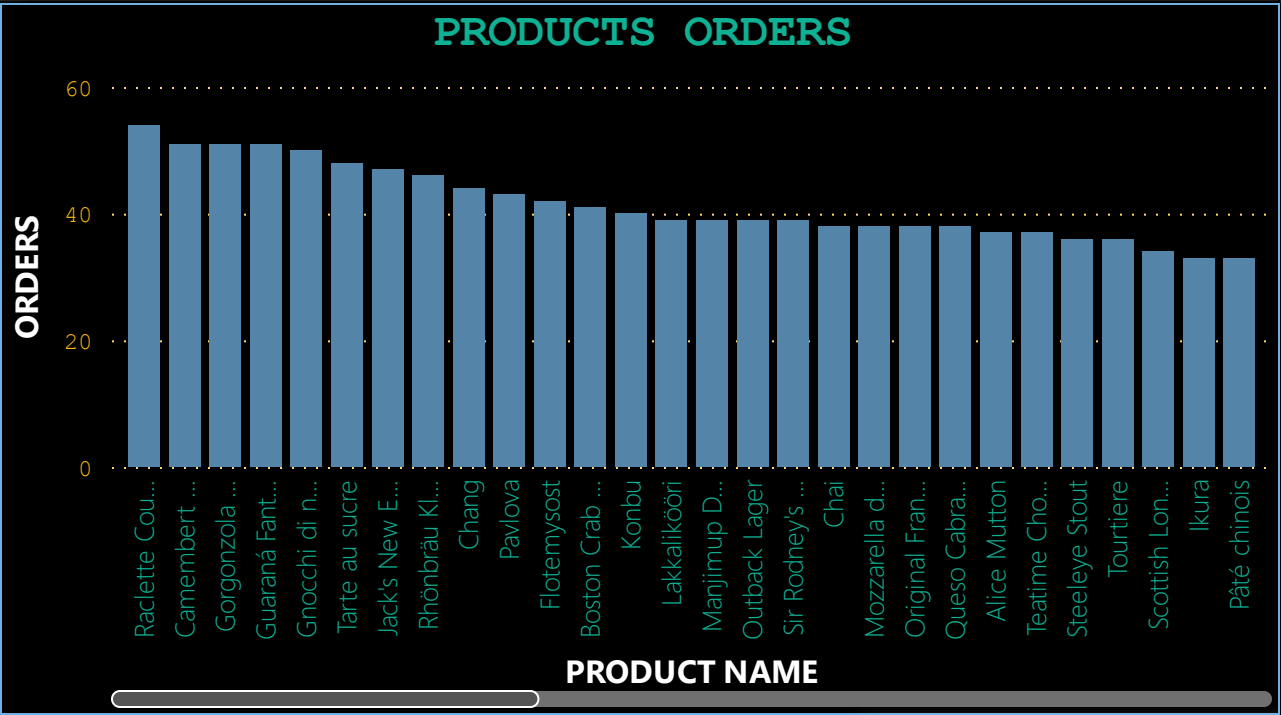 PRODUCTS ORDERS
60
40
20
0
ORDERS
Raclette Cou...
Camembert ...
Gorgonzola ...
Guaraná Fant...
Gnocchi di n...
Tarte au sucre
Jack's New E...
Rhönbräu Kl...
Chang
Pavlova
Flotemysost
Boston Crab ...
Konbu
Lakkalikööri
Manjimup D...
Outback Lager
Sir Rodney's ...
Chai
Mozzarella d...
Original Fran...
Queso Cabra...
Alice Mutton
Teatime Cho...
Steeleye Stout
Tourtiere
Scottish Lon...
Ikura
Pâté chinois
PRODUCT NAME